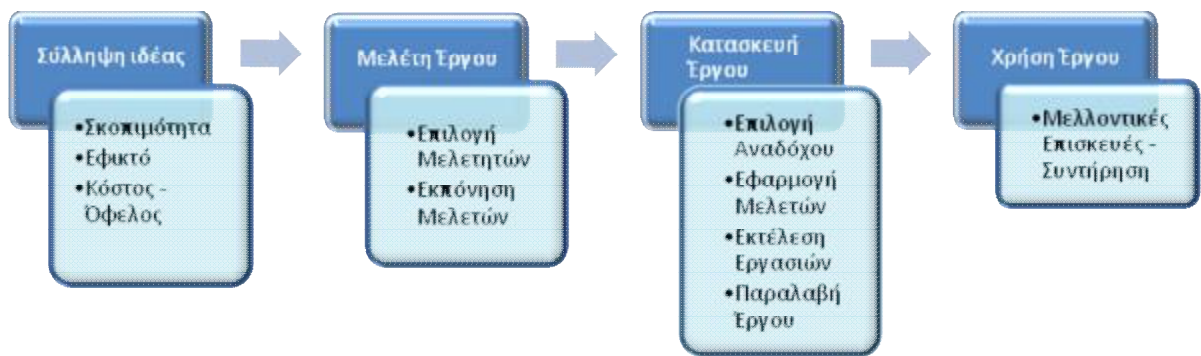 Σύλληψη ιδέας
•Σκοπιμότητα
•Εφικτό
•Κόστος -
Όφελος
Μελέτη Έργου
•Επιλογή
Μελετητών
•Εκπόνηση
Μελετών
Κατασκευή
Έργου
•Επιλογή
Αναδόχου
•Εφαρμογή
Μελετών
•Εκτέλεση
Εργασιών
•Παραλαβή
Έργου
Χρήση Έργου
•Μελλοντικές
Επισκευές -
Συντήρηση